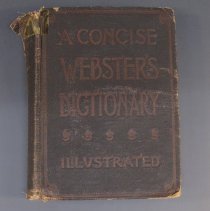 A CONCISE
WEBSTER'S
DICTIONARY
ILLUSTRATED